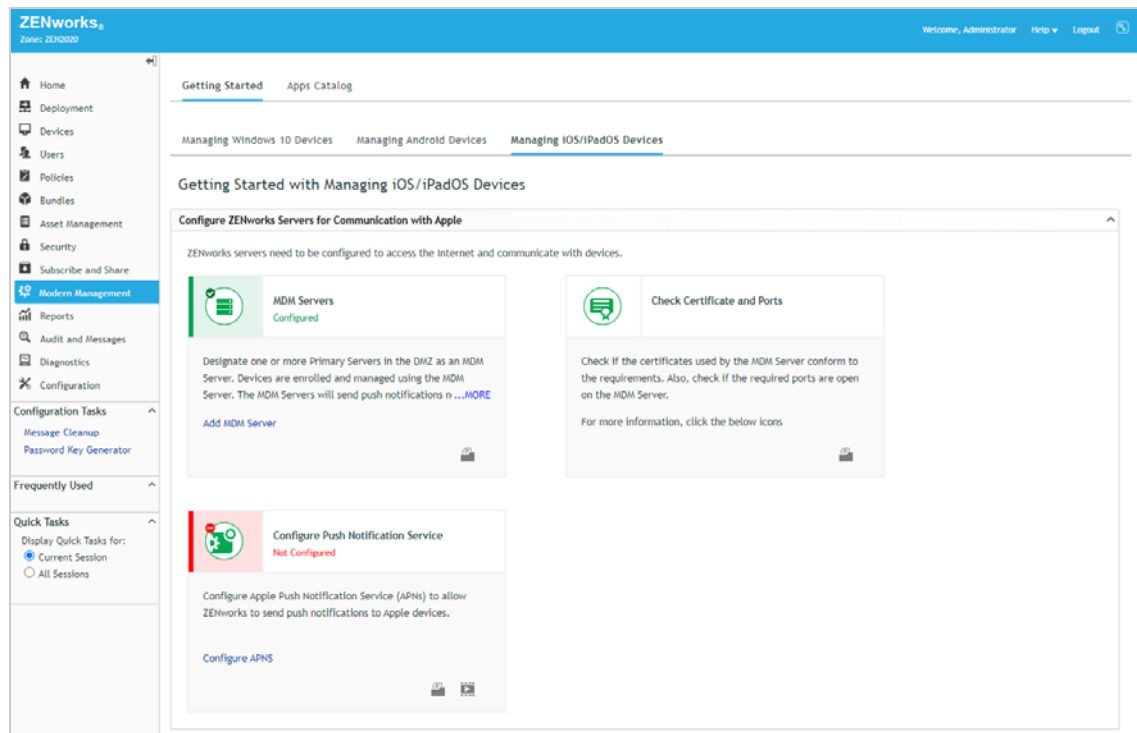 ZENworks®
Zone: ZEN2020
Welcome, Administrator Help Logout
Home
Deployment
Devices
Users
Policies
Bundles
Asset Management
Security
Subscribe and Share
Modern Management
Reports
Audit and Messages
Diagnostics
Configuration
Configuration Tasks
Message Cleanup
Password Key Generator
Frequently Used
Quick Tasks
Display Quick Tasks for:
Current Session
All Sessions
Getting Started Apps Catalog
Managing Windows 10 Devices Managing Android Devices Managing iOS/iPadOS Devices
Getting Started with Managing iOS/iPadOS Devices
Configure ZENworks Servers for Communication with Apple
ZENworks servers need to be configured to access the Internet and communicate with devices.
MDM Servers
Configured
Designate one or more Primary Servers in the DMZ as an MDM
Server. Devices are enrolled and managed using the MDM
Server. The MDM Servers will send push notifications n ...MORE
Add MDM Server
Check Certificate and Ports
Check if the certificates used by the MDM Server conform to
the requirements. Also, check if the required ports are open
on the MDM Server.
For more information, click the below icons
Configure Push Notification Service
Not Configured
Configure Apple Push Notification Service (APNs) to allow
ZENworks to send push notifications to Apple devices.
Configure APNS